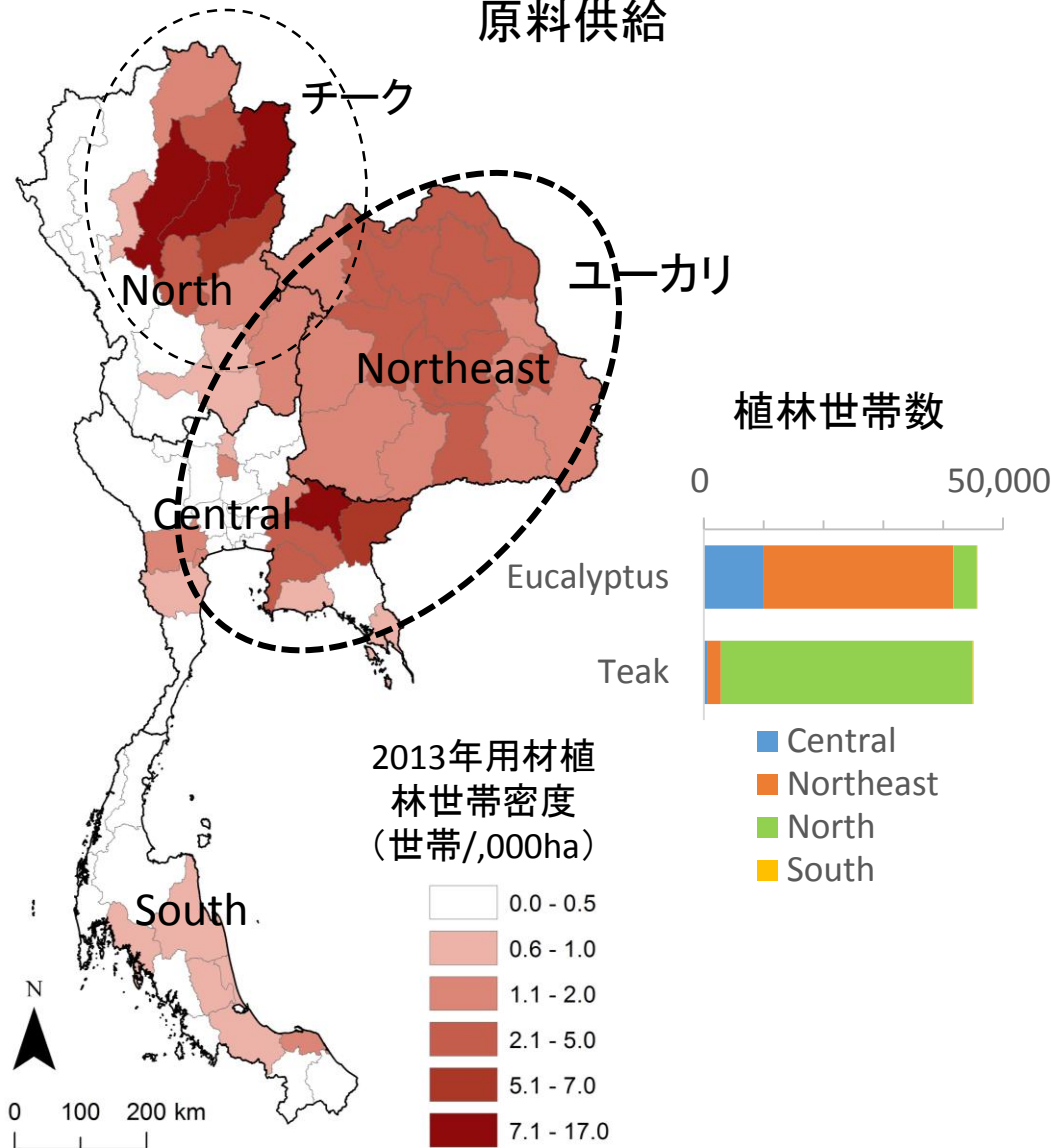 原料供給
チーク
ユーカリ
North
Northeast
Central
South
植林世帯数
0 50,000
Eucalyptus
Teak
Central
Northeast
North
South
2013年用材植
林世帯密度
（世帯/,000ha）
0.0 - 0.5
0.6 - 1.0
1.1 - 2.0
2.1 - 5.0
5.1 - 7.0
7.1 - 17.0
N
0 100 200 km